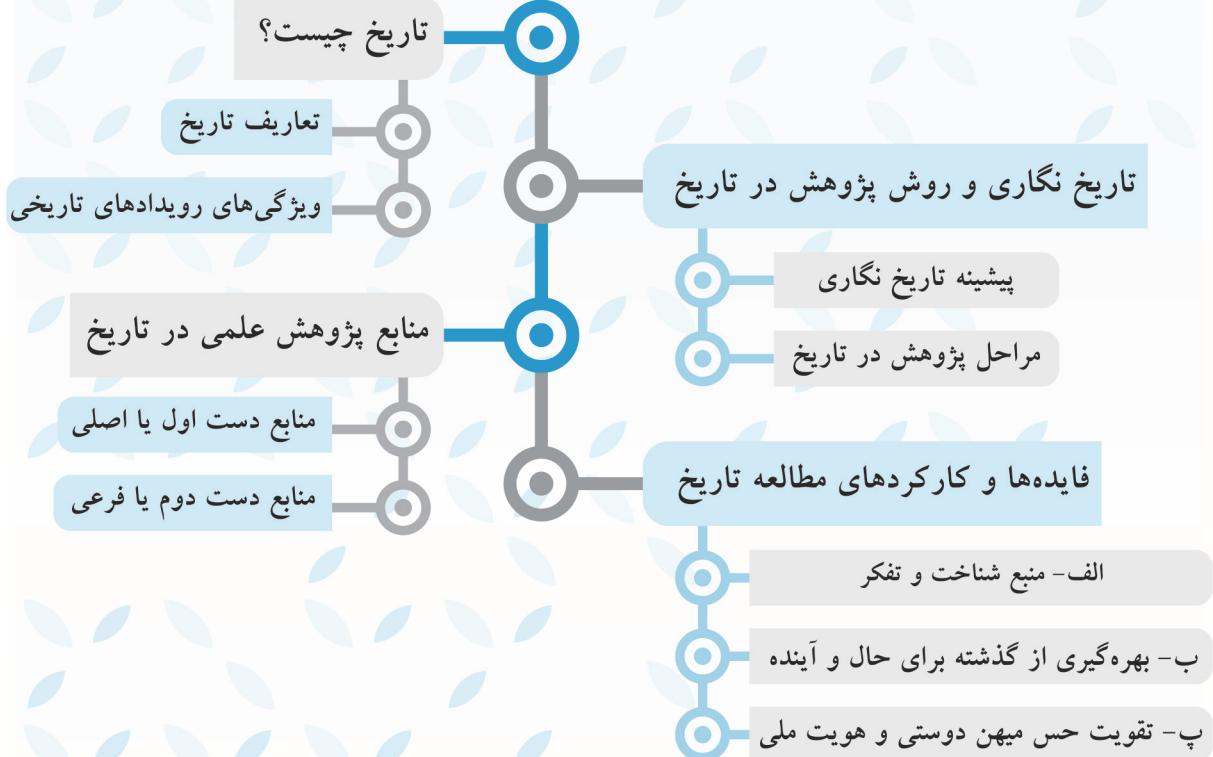 تاریخ چیست؟
تعاریف تاریخ
ویژگی‌های رویدادهای تاریخی
تاریخ نگاری و روش پژوهش در تاریخ
پیشینه تاریخ نگاری
مراحل پژوهش در تاریخ
منابع پژوهش علمی در تاریخ
منابع دست اول یا اصلی
منابع دست دوم یا فرعی
فایده‌ها و کارکردهای مطالعه تاریخ
الف- منبع شناخت و تفکر
ب- بهره‌گیری از گذشته برای حال و آینده
پ- تقویت حس میهن دوستی و هویت ملی